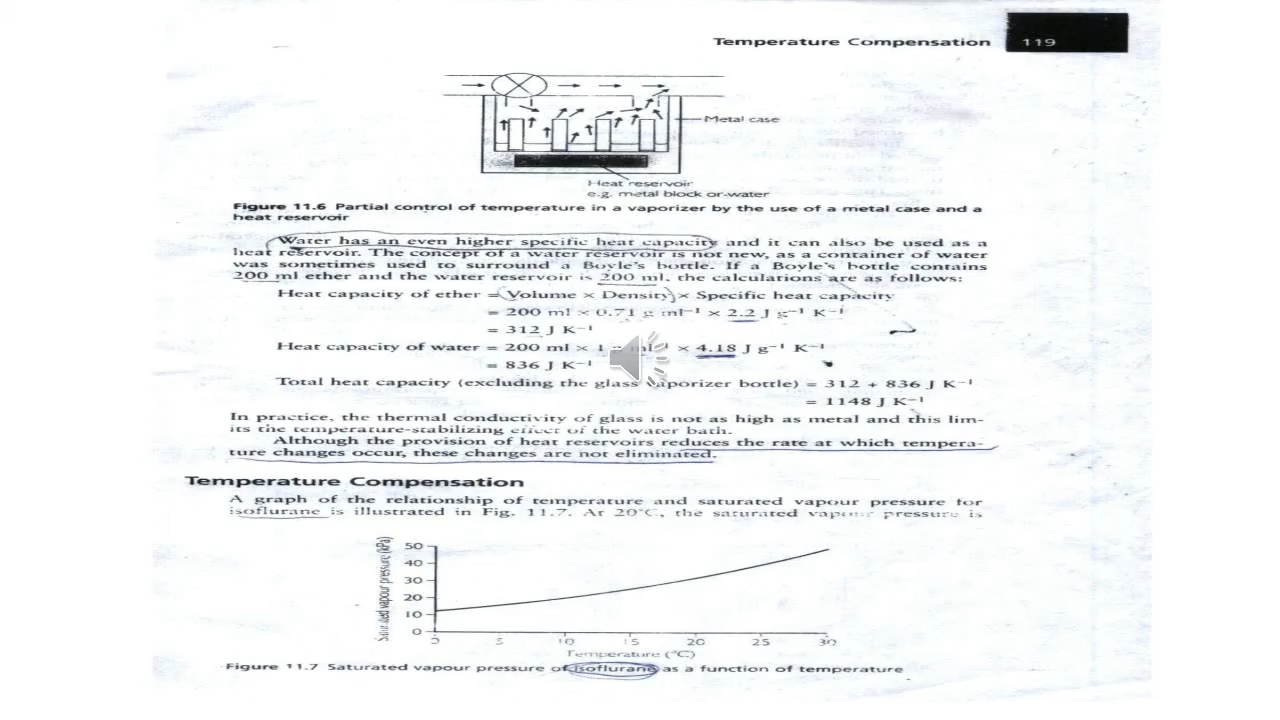 Temperature Compensation 119
Metal case
Heat reservoir
e.g. metal block or water
Figure 11.6 Partial control of temperature in a vaporizer by the use of a metal case and a
heat reservoir
Water has an even higher specific heat capacity and it can also be used as a
heat reservoir. The concept of a water reservoir is not new, as a container of water
was sometimes used to surround a Boyle's bottle. If a Boyle's bottle contains
200 ml ether and the water reservoir is 200 ml, the calculations are as follows:
Heat capacity of ether = (Volume × Density) × Specific heat capacity
= 200 ml × 0.71 g ml⁻¹ × 2.2 J g⁻¹ K⁻¹
= 312 J K⁻¹
Heat capacity of water = 200 ml × 1 × 4.18 J g⁻¹ K⁻¹
= 836 J K⁻¹
Total heat capacity (excluding the glass vaporizer bottle) = 312 + 836 J K⁻¹
= 1148 J K⁻¹
In practice, the thermal conductivity of glass is not as high as metal and this lim-
its the temperature-stabilizing effect of the water bath.
Although the provision of heat reservoirs reduces the rate at which tempera-
ture changes occur, these changes are not eliminated.
Temperature Compensation
A graph of the relationship of temperature and saturated vapour pressure for
isoflurane is illustrated in Fig. 11.7. At 20°C, the saturated vapour pressure is
Saturated vapour pressure (kPa)
50
40
30
20
10
0
0 5 10 15 20 25 30
Temperature (°C)
Figure 11.7 Saturated vapour pressure of isoflurane as a function of temperature